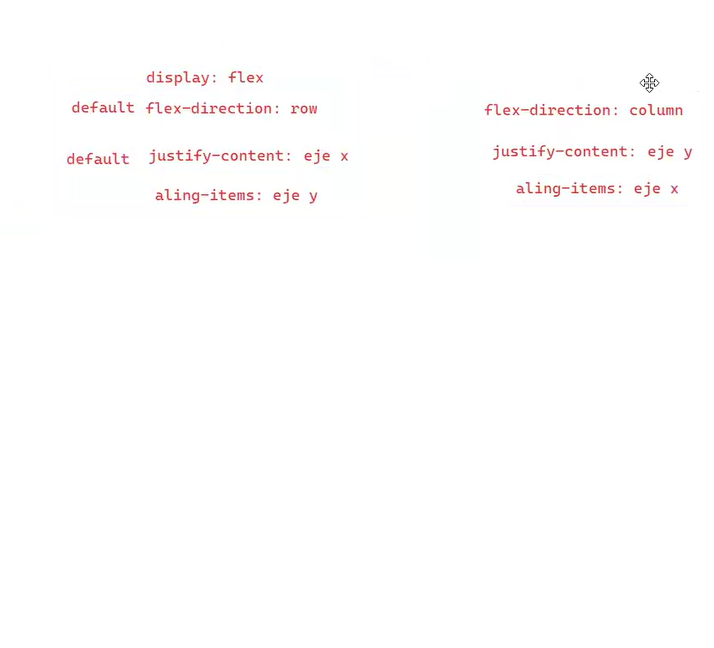 display: flex
default flex-direction: row
default justify-content: eje x
aling-items: eje y
flex-direction: column
justify-content: eje y
aling-items: eje x